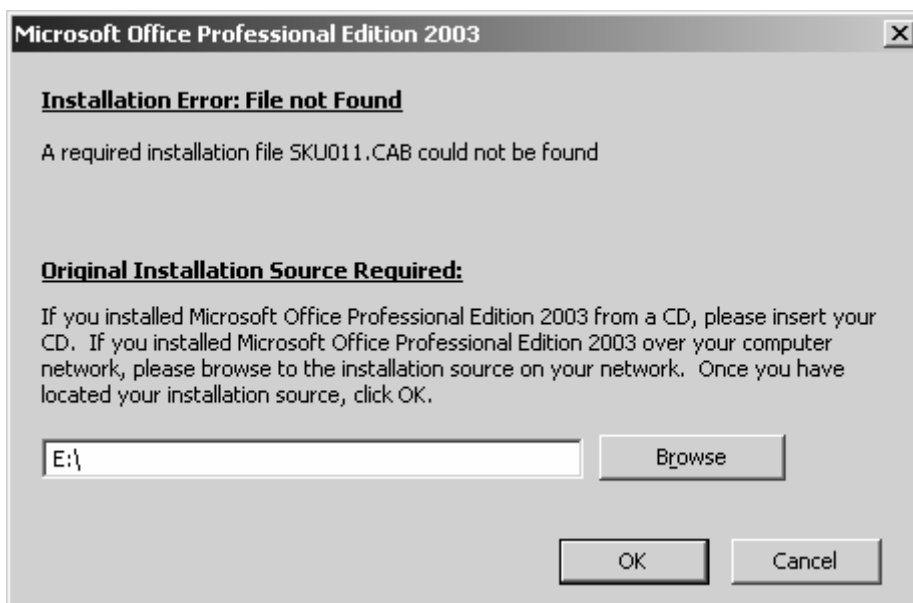 Microsoft Office Professional Edition 2003
Installation Error: File not Found
A required installation file SKU011.CAB could not be found
Original Installation Source Required:
If you installed Microsoft Office Professional Edition 2003 from a CD, please insert your
CD.  If you installed Microsoft Office Professional Edition 2003 over your computer
network, please browse to the installation source on your network.  Once you have
located your installation source, click OK.
E:\
Browse
OK
Cancel